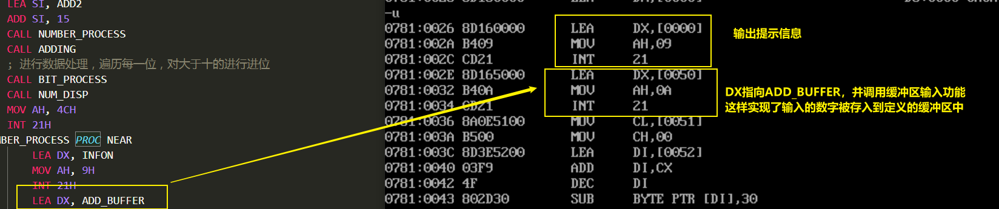 LEA SI, ADD2
ADD SI, 15
CALL NUMBER_PROCESS
CALL ADDING
; 进行数据处理，遍历每一位，对大于十的进行进位
CALL BIT_PROCESS
CALL NUM_DISP
MOV AH, 4CH
INT 21H
MBER_PROCESS PROC NEAR
LEA DX, INFON
MOV AH, 9H
INT 21H
LEA DX, ADD_BUFFER
-u
0781:0026 8D160000 LEA DX,[0000]
0781:002A B409 MOV AH,09
0781:002C CD21 INT 21
0781:002E 8D165000 LEA DX,[0050]
0781:0032 B40A MOV AH,0A
0781:0034 CD21 INT 21
0781:0036 8A0E5100 MOV CL,[0051]
0781:003A B500 MOV CH,00
0781:003C 8D3E5200 LEA DI,[0052]
0781:0040 03F9 ADD DI,CX
0781:0042 4F DEC DI
0781:0043 802D30 SUB BYTE PTR [DI],30
输出提示信息
DX指向ADD_BUFFER，并调用缓冲区输入功能
这样实现了输入的数字被存入到定义的缓冲区中